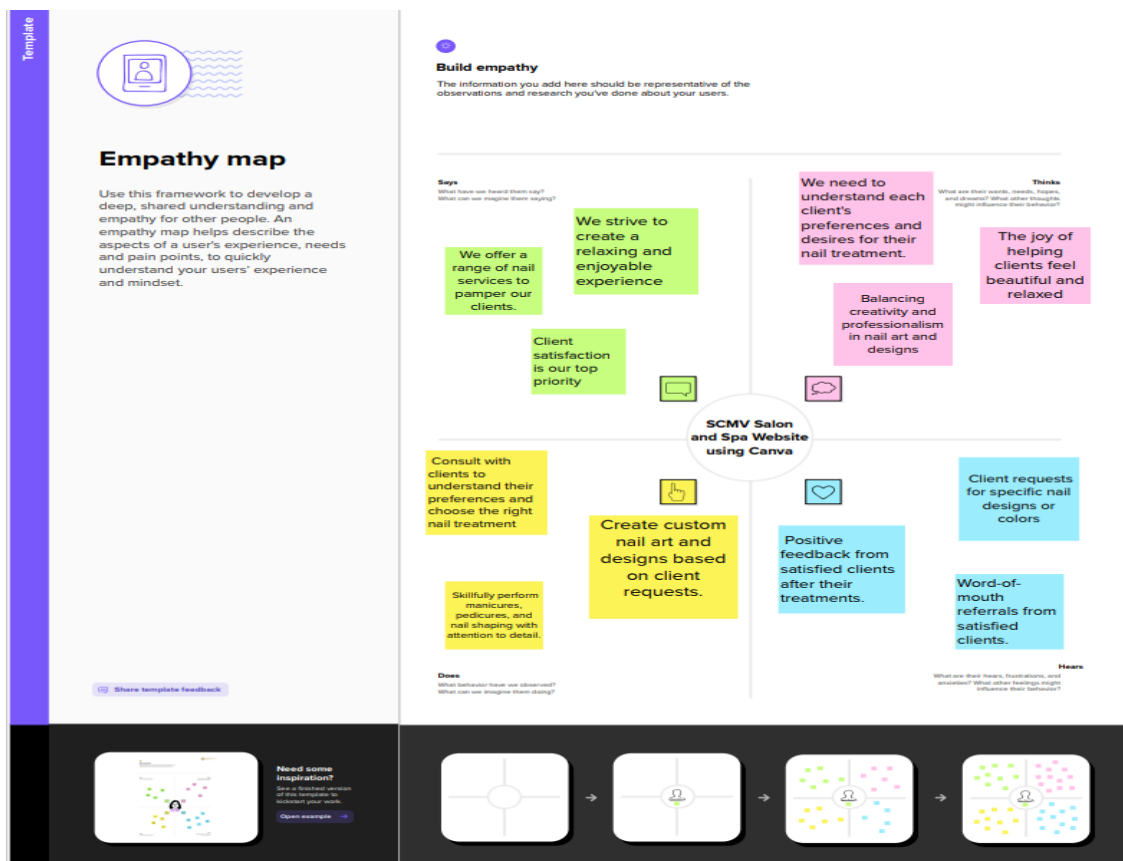 Template
Empathy map
Use this framework to develop a
deep, shared understanding and
empathy for other people. An
empathy map helps describe the
aspects of a user's experience, needs
and pain points, to quickly
understand your users' experience
and mindset.
Share template feedback
Need some
inspiration?
See a finished version
of this template to
kickstart your work.
Open example
Build empathy
The information you add here should be representative of the
observations and research you've done about your users.
Says
What have we heard them say?
What can we imagine them saying?
We strive to
create a
relaxing and
enjoyable
experience
We offer a
range of nail
services to
pamper our
clients.
Client
satisfaction
is our top
priority
Thinks
What are their wants, needs, hopes,
and dreams? What other thoughts
might influence their behavior?
We need to
understand each
client's
preferences and
desires for their
nail treatment.
The joy of
helping
clients feel
beautiful and
relaxed
Balancing
creativity and
professionalism
in nail art and
designs
SCMV Salon
and Spa Website
using Canva
Consult with
clients to
understand their
preferences and
choose the right
nail treatment
Create custom
nail art and
designs based
on client
requests.
Skillfully perform
manicures,
pedicures, and
nail shaping with
attention to detail.
Does
What behavior have we observed?
What can we imagine them doing?
Client requests
for specific nail
designs or
colors
Positive
feedback from
satisfied clients
after their
treatments.
Word-of-
mouth
referrals from
satisfied
clients.
Hears
What are their hears, frustrations, and
anxieties? What other feelings might
influence their behavior?